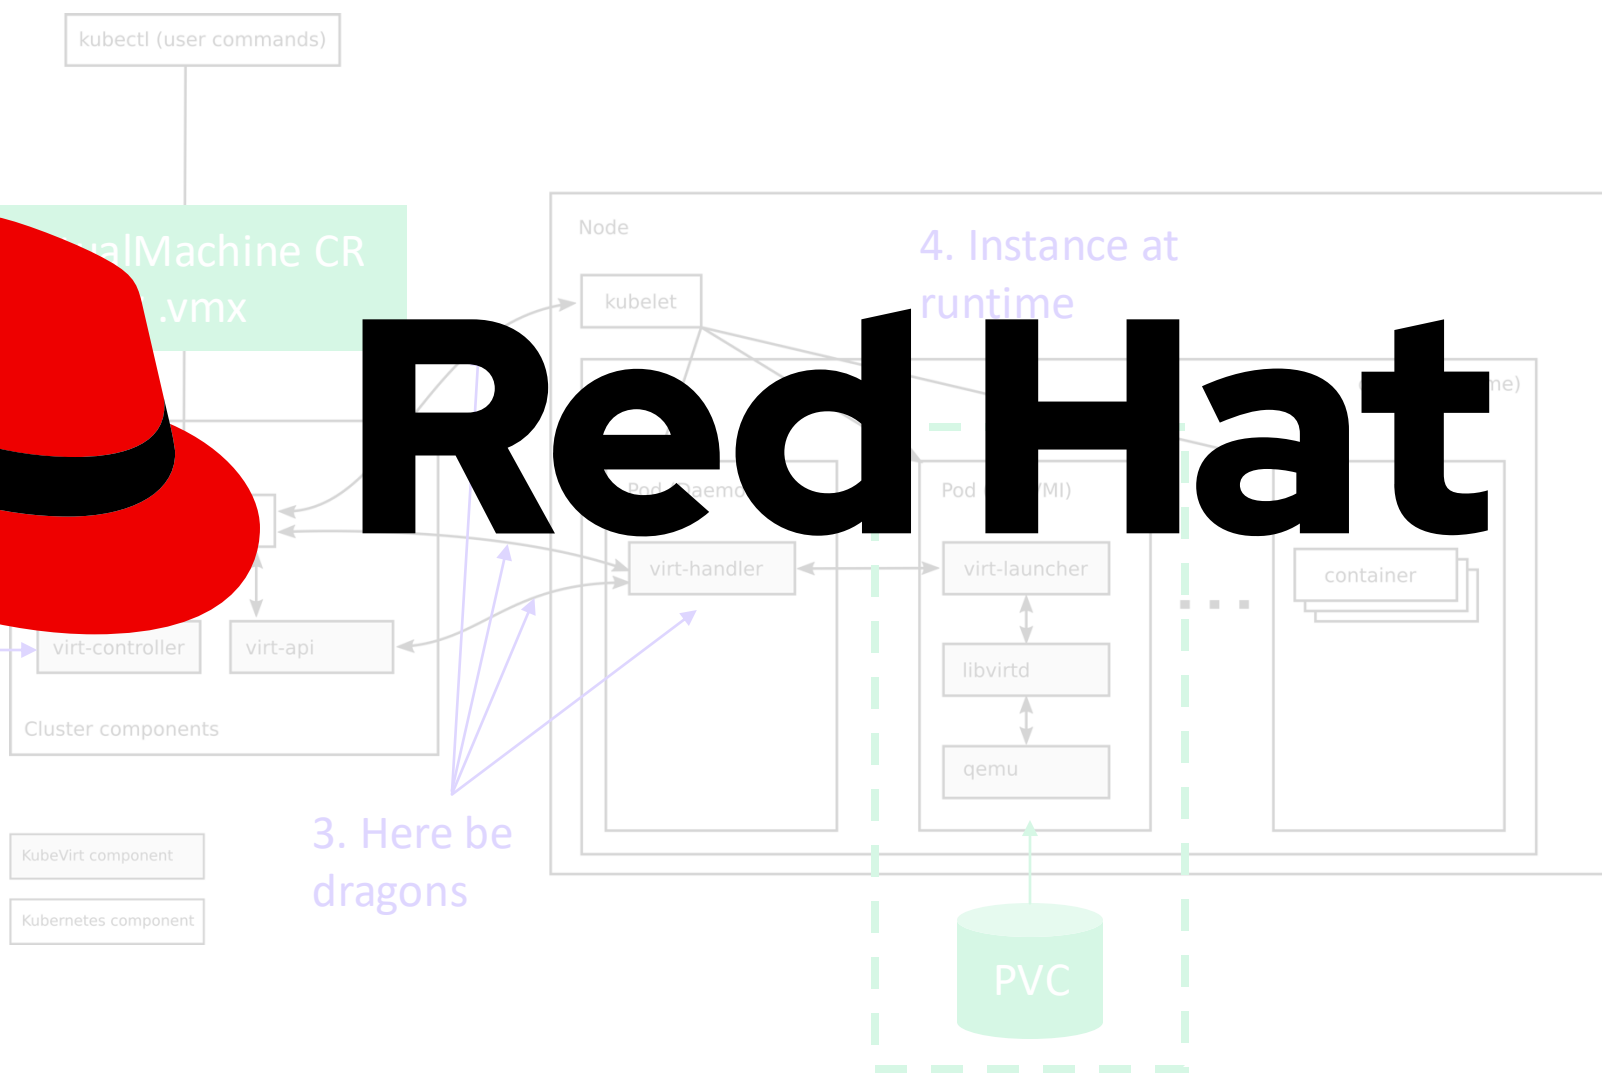 kubectl (user commands)
alMachine CR
.vmx
Node
4. Instance at
runtime
kubelet
me)
Red Hat
Pod (Daemo
Pod
VMI)
virt-handler
virt-launcher
container
...
virt-controller
virt-api
libvirtd
Cluster components
qemu
3. Here be
dragons
KubeVirt component
Kubernetes component
PVC